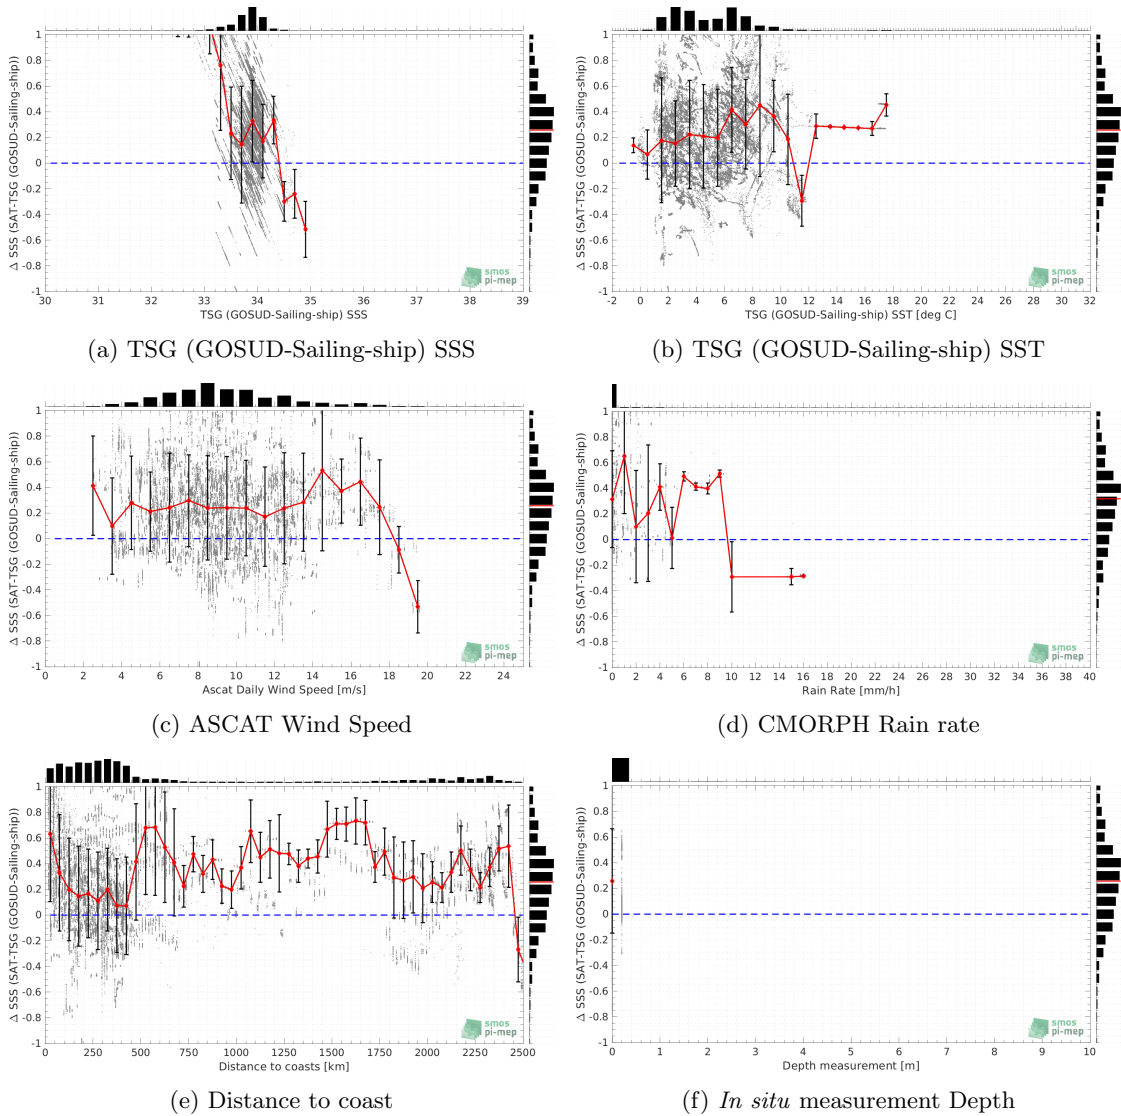 1
0.8
0.6
0.4
0.2
0
-0.2
-0.4
-0.6
-0.8
-1
Δ SSS (SAT-TSG (GOSUD-Sailing-ship))
30 31 32 33 34 35 36 37 38 39
TSG (GOSUD-Sailing-ship) SSS
smos
pi-mep
(a) TSG (GOSUD-Sailing-ship) SSS
1
0.8
0.6
0.4
0.2
0
-0.2
-0.4
-0.6
-0.8
-1
Δ SSS (SAT-TSG (GOSUD-Sailing-ship))
-2 0 2 4 6 8 10 12 14 16 18 20 22 24 26 28 30 32
TSG (GOSUD-Sailing-ship) SST [deg C]
smos
pi-mep
(b) TSG (GOSUD-Sailing-ship) SST
1
0.8
0.6
0.4
0.2
0
-0.2
-0.4
-0.6
-0.8
-1
Δ SSS (SAT-TSG (GOSUD-Sailing-ship))
0 2 4 6 8 10 12 14 16 18 20 22 24
Ascat Daily Wind Speed [m/s]
smos
pi-mep
(c) ASCAT Wind Speed
1
0.8
0.6
0.4
0.2
0
-0.2
-0.4
-0.6
-0.8
-1
Δ SSS (SAT-TSG (GOSUD-Sailing-ship))
0 2 4 6 8 10 12 14 16 18 20 22 24 26 28 30 32 34 36 38 40
Rain Rate [mm/h]
smos
pi-mep
(d) CMORPH Rain rate
1
0.8
0.6
0.4
0.2
0
-0.2
-0.4
-0.6
-0.8
-1
Δ SSS (SAT-TSG (GOSUD-Sailing-ship))
0 250 500 750 1000 1250 1500 1750 2000 2250 2500
Distance to coasts [km]
smos
pi-mep
(e) Distance to coast
1
0.8
0.6
0.4
0.2
0
-0.2
-0.4
-0.6
-0.8
-1
Δ SSS (SAT-TSG (GOSUD-Sailing-ship))
0 1 2 3 4 5 6 7 8 9 10
Depth measurement [m]
smos
pi-mep
(f) In situ measurement Depth